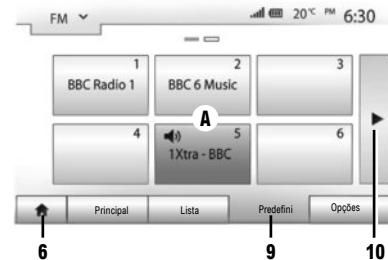 FM 20°C PM 6:30
1 2 3
BBC Radio 1 BBC 6 Music
A
4 5 6
1Xtra - BBC
Principal Lista Predefini Opções
6 9 10